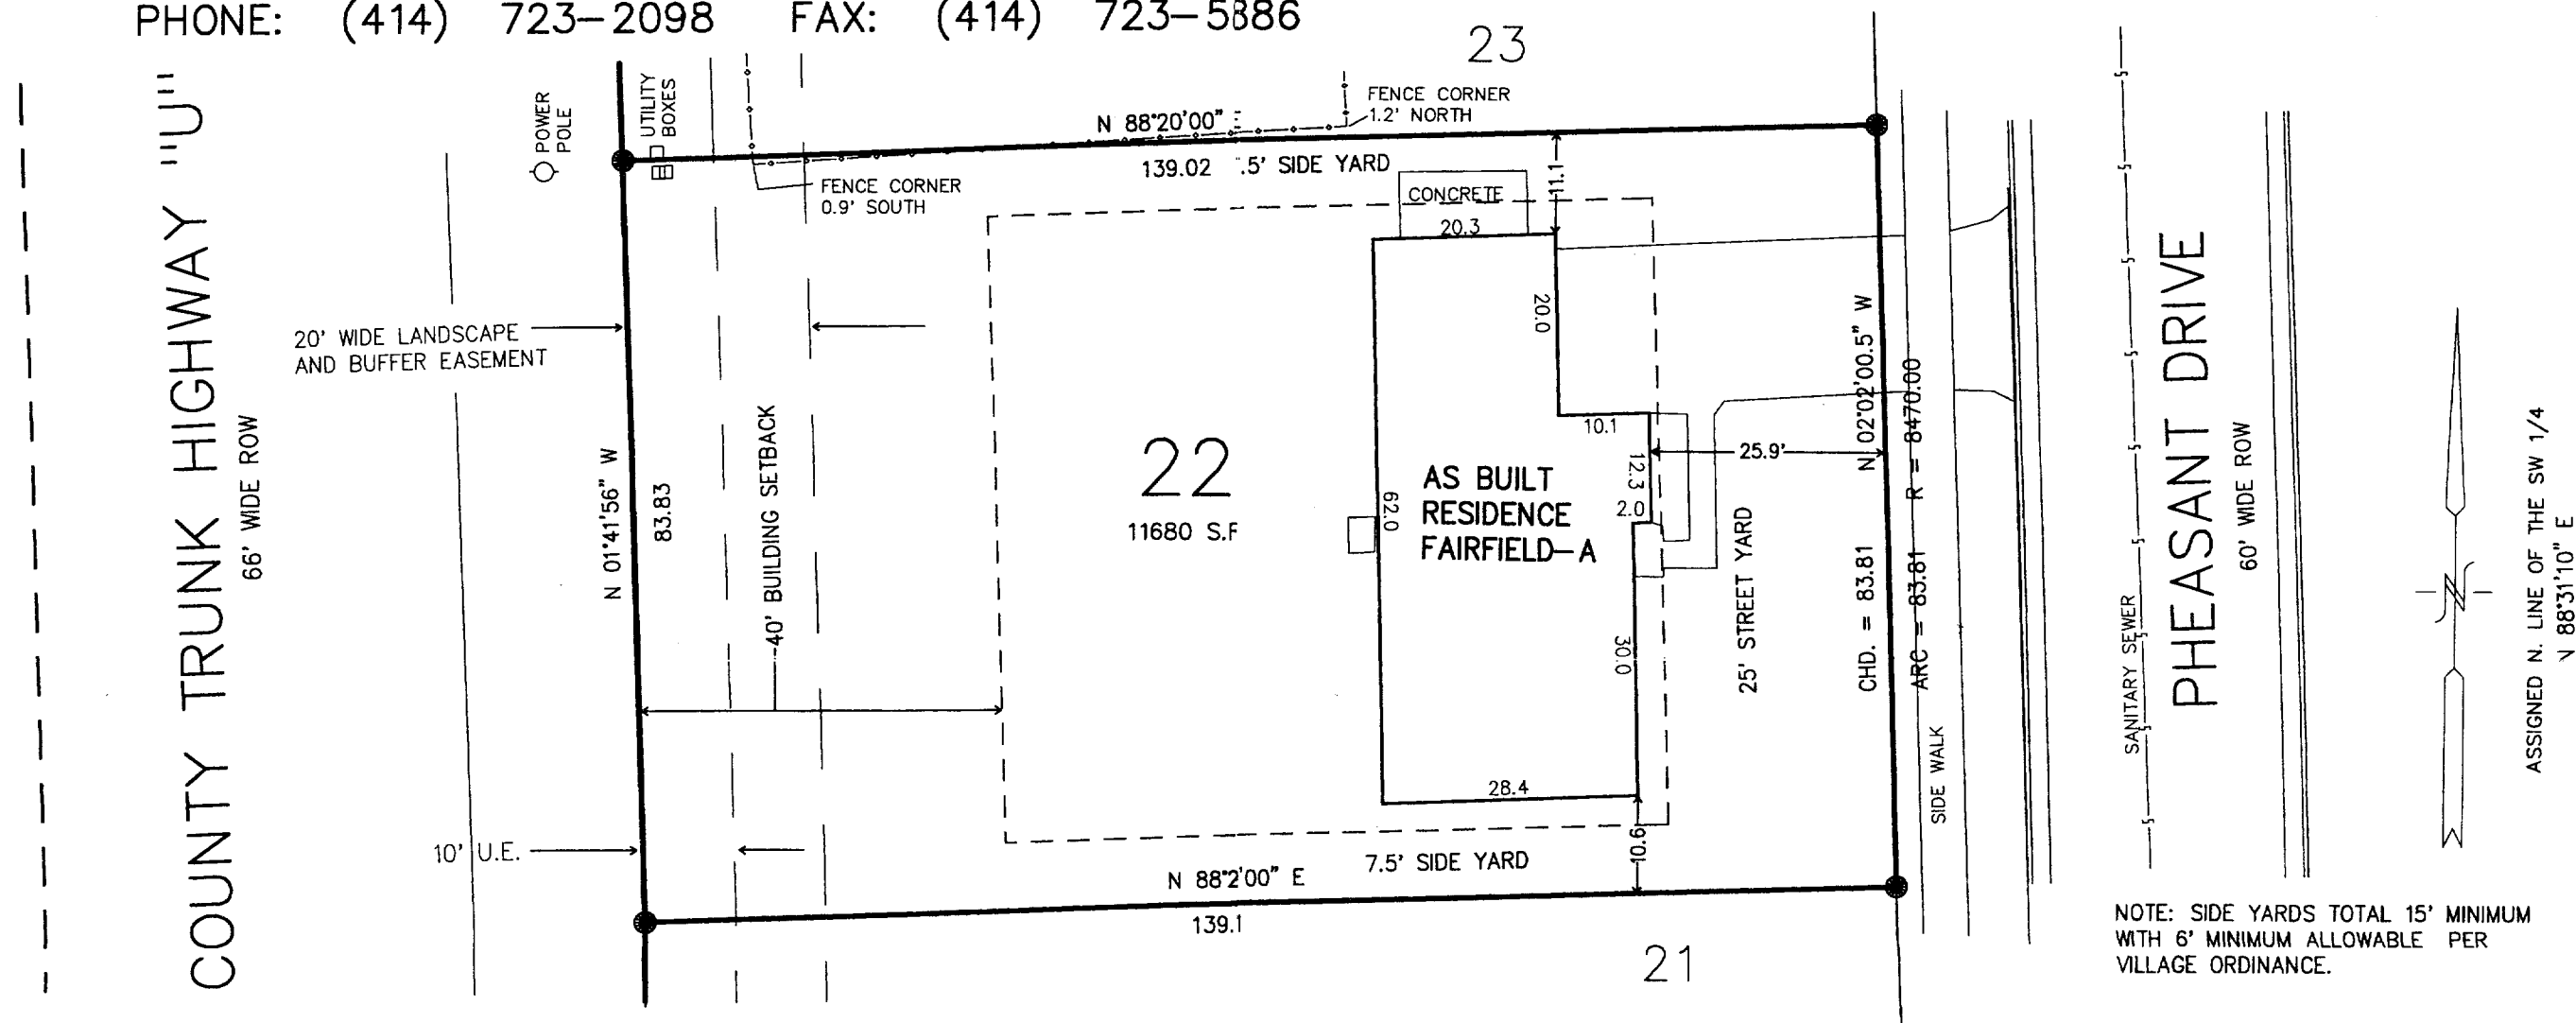 PHONE: (414) 723-2098 FAX: (414) 723-5886
23
COUNTY TRUNK HIGHWAY "U"
66' WIDE ROW
POWER
POLE
UTILITY
BOXES
FENCE CORNER
1.2' NORTH
N 88°20'00"
139.02 .5' SIDE YARD
FENCE CORNER
0.9' SOUTH
20' WIDE LANDSCAPE
AND BUFFER EASEMENT
N 01°41'56" W
83.83
40' BUILDING SETBACK
10' U.E.
22
11680 S.F
CONCRETE
20.3
11.1
20.0
10.1
12.3
2.0
25.9'
62.0
AS BUILT
RESIDENCE
FAIRFIELD-A
30.0
28.4
10.6
25' STREET YARD
7.5' SIDE YARD
N 88°2'00" E
139.1
21
CHD. = 83.81 N 02°02'00.5" W
ARC = 83.81 R = 8470.00
SIDE WALK
SANITARY SEWER
S
S
S
S
S
S
S
S
S
PHEASANT DRIVE
60' WIDE ROW
N
ASSIGNED N. LINE OF THE SW 1/4
N 88°31'10" E
NOTE: SIDE YARDS TOTAL 15' MINIMUM
WITH 6' MINIMUM ALLOWABLE PER
VILLAGE ORDINANCE.